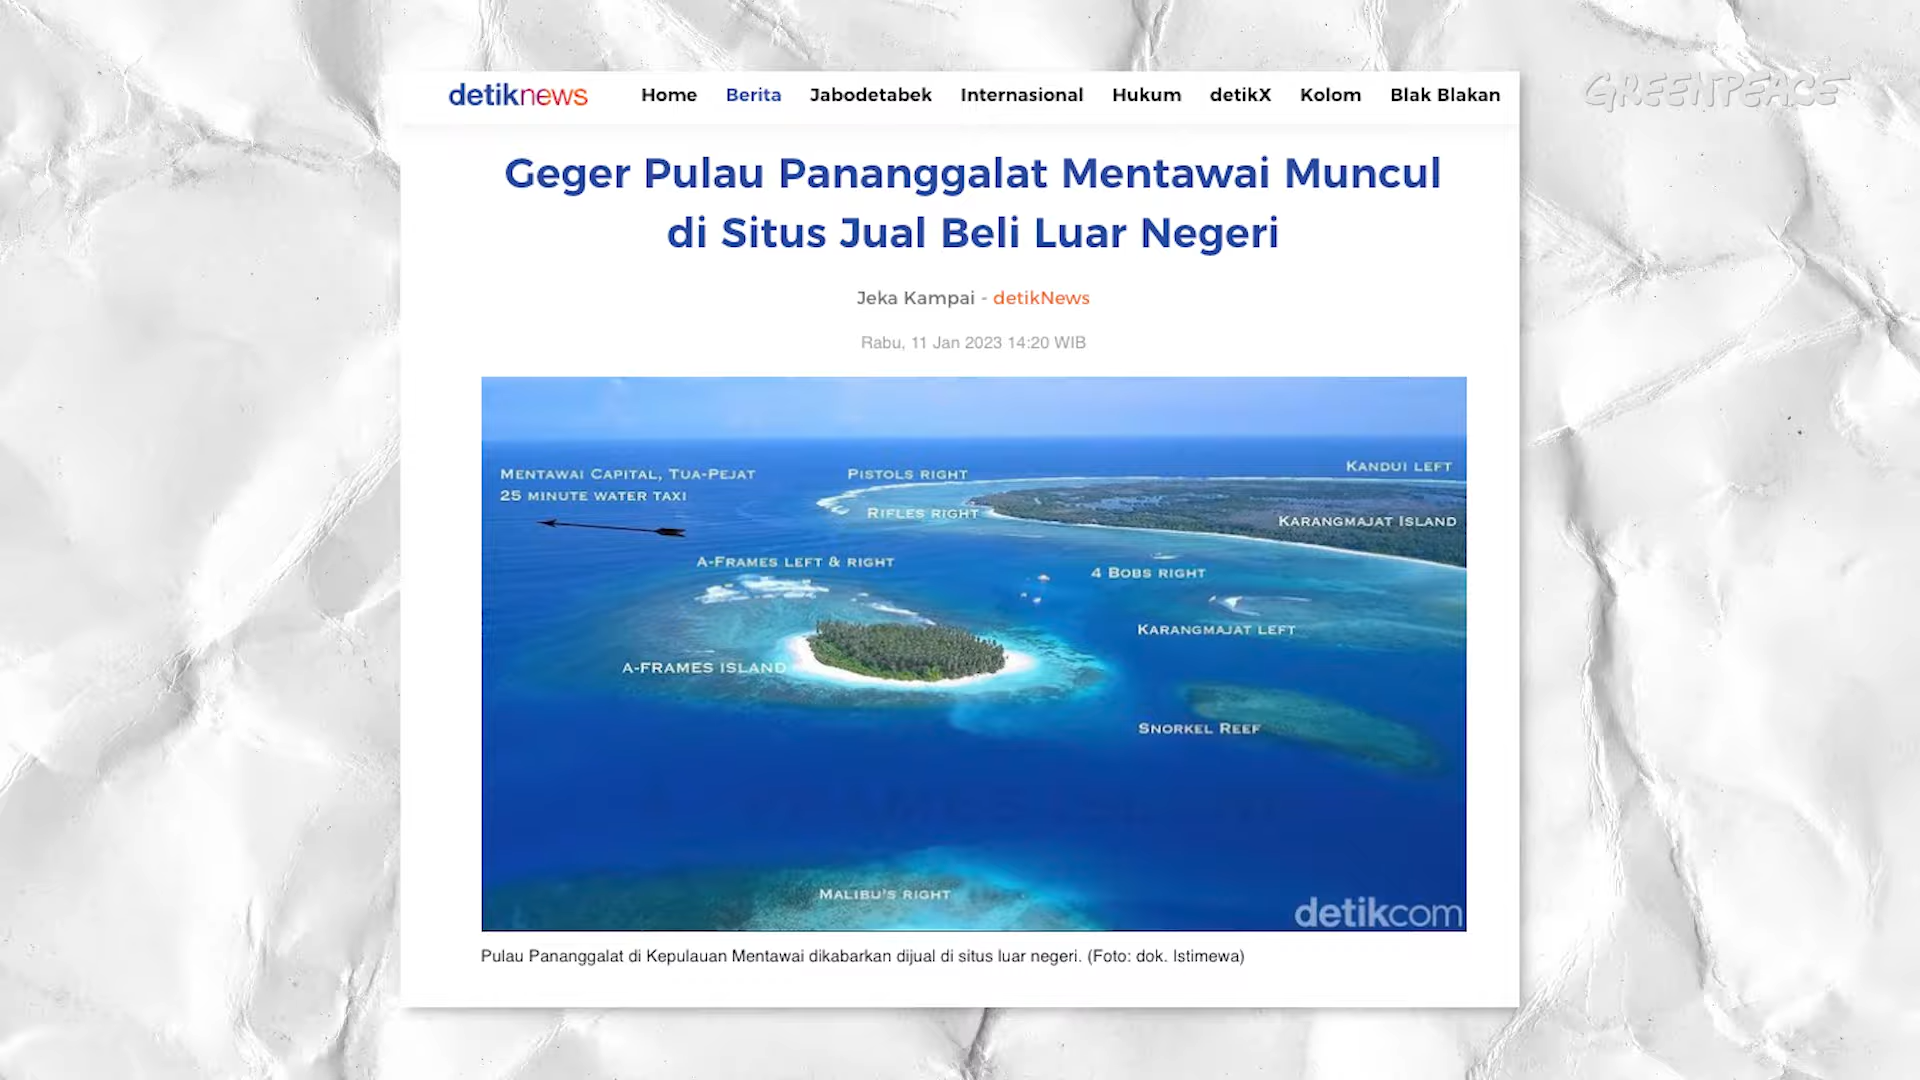 detiknews Home Berita Jabodetabek Internasional Hukum detikX Kolom Blak Blakan
GREENPEACE
Geger Pulau Pananggalat Mentawai Muncul
di Situs Jual Beli Luar Negeri
Jeka Kampai - detikNews
Rabu, 11 Jan 2023 14:20 WIB
MENTAWAI CAPITAL, TUA-PEJAT
25 MINUTE WATER TAXI
PISTOLS RIGHT
KANDUI LEFT
RIFLES RIGHT
KARANGMAJAT ISLAND
A-FRAMES LEFT & RIGHT
4 BOBS RIGHT
KARANGMAJAT LEFT
A-FRAMES ISLAND
SNORKEL REEF
MALIBU'S RIGHT
detikcom
Pulau Pananggalat di Kepulauan Mentawai dikabarkan dijual di situs luar negeri. (Foto: dok. Istimewa)